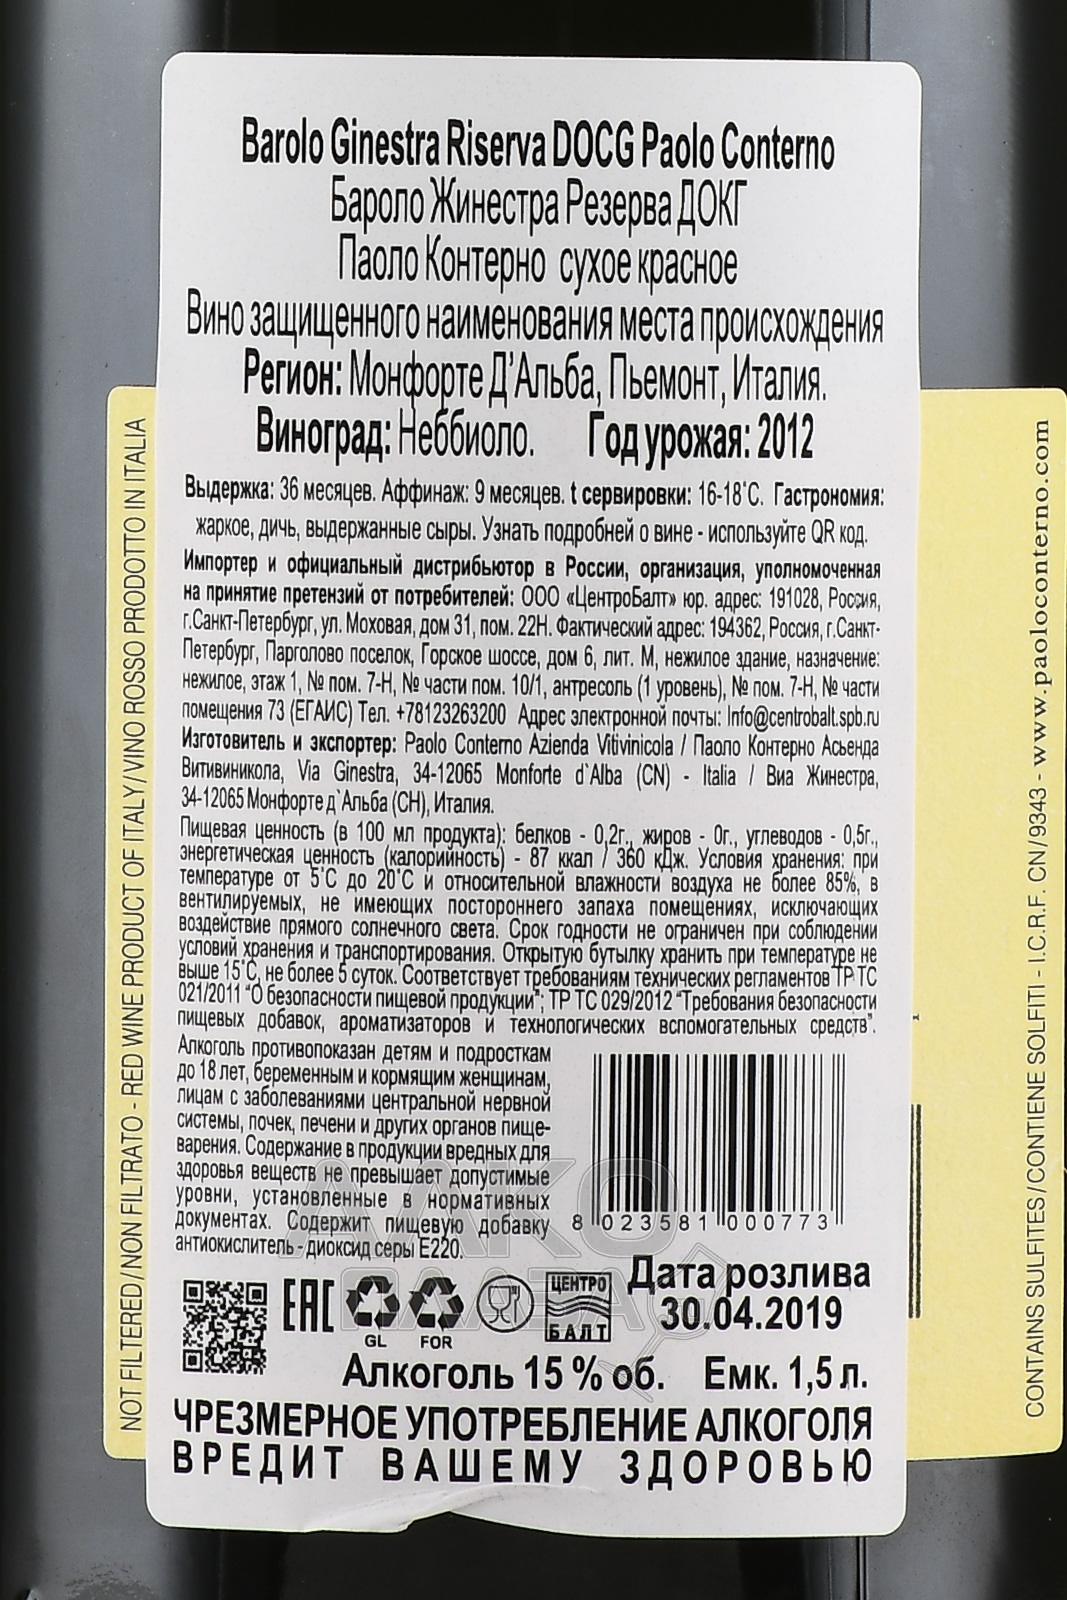 Barolo Ginestra Riserva DOCG Paolo Conterno
Бароло Жинестра Резерва ДОКГ
Паоло Контерно сухое красное
Вино защищенного наименования места происхождения
Регион: Монфорте Д'Альба, Пьемонт, Италия.
Виноград: Неббиоло. Год урожая: 2012
Выдержка: 36 месяцев. Аффинаж: 9 месяцев. t сервировки: 16-18°С. Гастрономия:
жаркое, дичь, выдержанные сыры. Узнать подробней о вине - используйте QR код.
Импортер и официальный дистрибьютор в России, организация, уполномоченная
на принятие претензий от потребителей: ООО «ЦентроБалт» юр. адрес: 191028, Россия,
г.Санкт-Петербург, ул. Моховая, дом 31, пом. 22Н. Фактический адрес: 194362, Россия, г.Санкт-
Петербург, Парголово поселок, Горское шоссе, дом 6, лит. М, нежилое здание, назначение:
нежилое, этаж 1, № пом. 7-Н, № части пом. 10/1, антресоль (1 уровень), № пом. 7-Н, № части
помещения 73 (ЕГАИС) Тел. +78123263200 Адрес электронной почты: Info@centrobalt.spb.ru
Изготовитель и экспортер: Paolo Conterno Azienda Vitivinicola / Паоло Контерно Асьенда
Витивиникола, Via Ginestra, 34-12065 Monforte d`Alba (CN) - Italia / Виа Жинестра,
34-12065 Монфорте д`Альба (СН), Италия.
Пищевая ценность (в 100 мл продукта): белков - 0,2г., жиров - 0г., углеводов - 0,5г.,
энергетическая ценность (калорийность) - 87 ккал / 360 кДж. Условия хранения: при
температуре от 5°С до 20°С и относительной влажности воздуха не более 85%, в
вентилируемых, не имеющих постороннего запаха помещениях, исключающих
воздействие прямого солнечного света. Срок годности не ограничен при соблюдении
условий хранения и транспортирования. Открытую бутылку хранить при температуре не
выше 15°С, не более 5 суток. Соответствует требованиям технических регламентов ТР ТС
021/2011 "О безопасности пищевой продукции"; ТР ТС 029/2012 "Требования безопасности
пищевых добавок, ароматизаторов и технологических вспомогательных средств".
Алкоголь противопоказан детям и подросткам
до 18 лет, беременным и кормящим женщинам,
лицам с заболеваниями центральной нервной
системы, почек, печени и других органов пище-
варения. Содержание в продукции вредных для
здоровья веществ не превышает допустимые
уровни, установленные в нормативных
документах. Содержит пищевую добавку
антиокислитель - диоксид серы Е220.
8 023581 000773
EAC
GL
FOR
ЦЕНТРО
БАЛТ
Дата розлива
30.04.2019
Алкоголь 15 % об. Емк. 1,5 л.
ЧРЕЗМЕРНОЕ УПОТРЕБЛЕНИЕ АЛКОГОЛЯ
ВРЕДИТ ВАШЕМУ ЗДОРОВЬЮ
NOT FILTERED/NON FILTRATO - RED WINE PRODUCT OF ITALY/VINO ROSSO PRODOTTO IN ITALIA
CONTAINS SULFITES/CONTIENE SOLFITI - I.C.R.F. CN/9343 - www.paoloconterno.com
АЛКО
ПЛАЗА